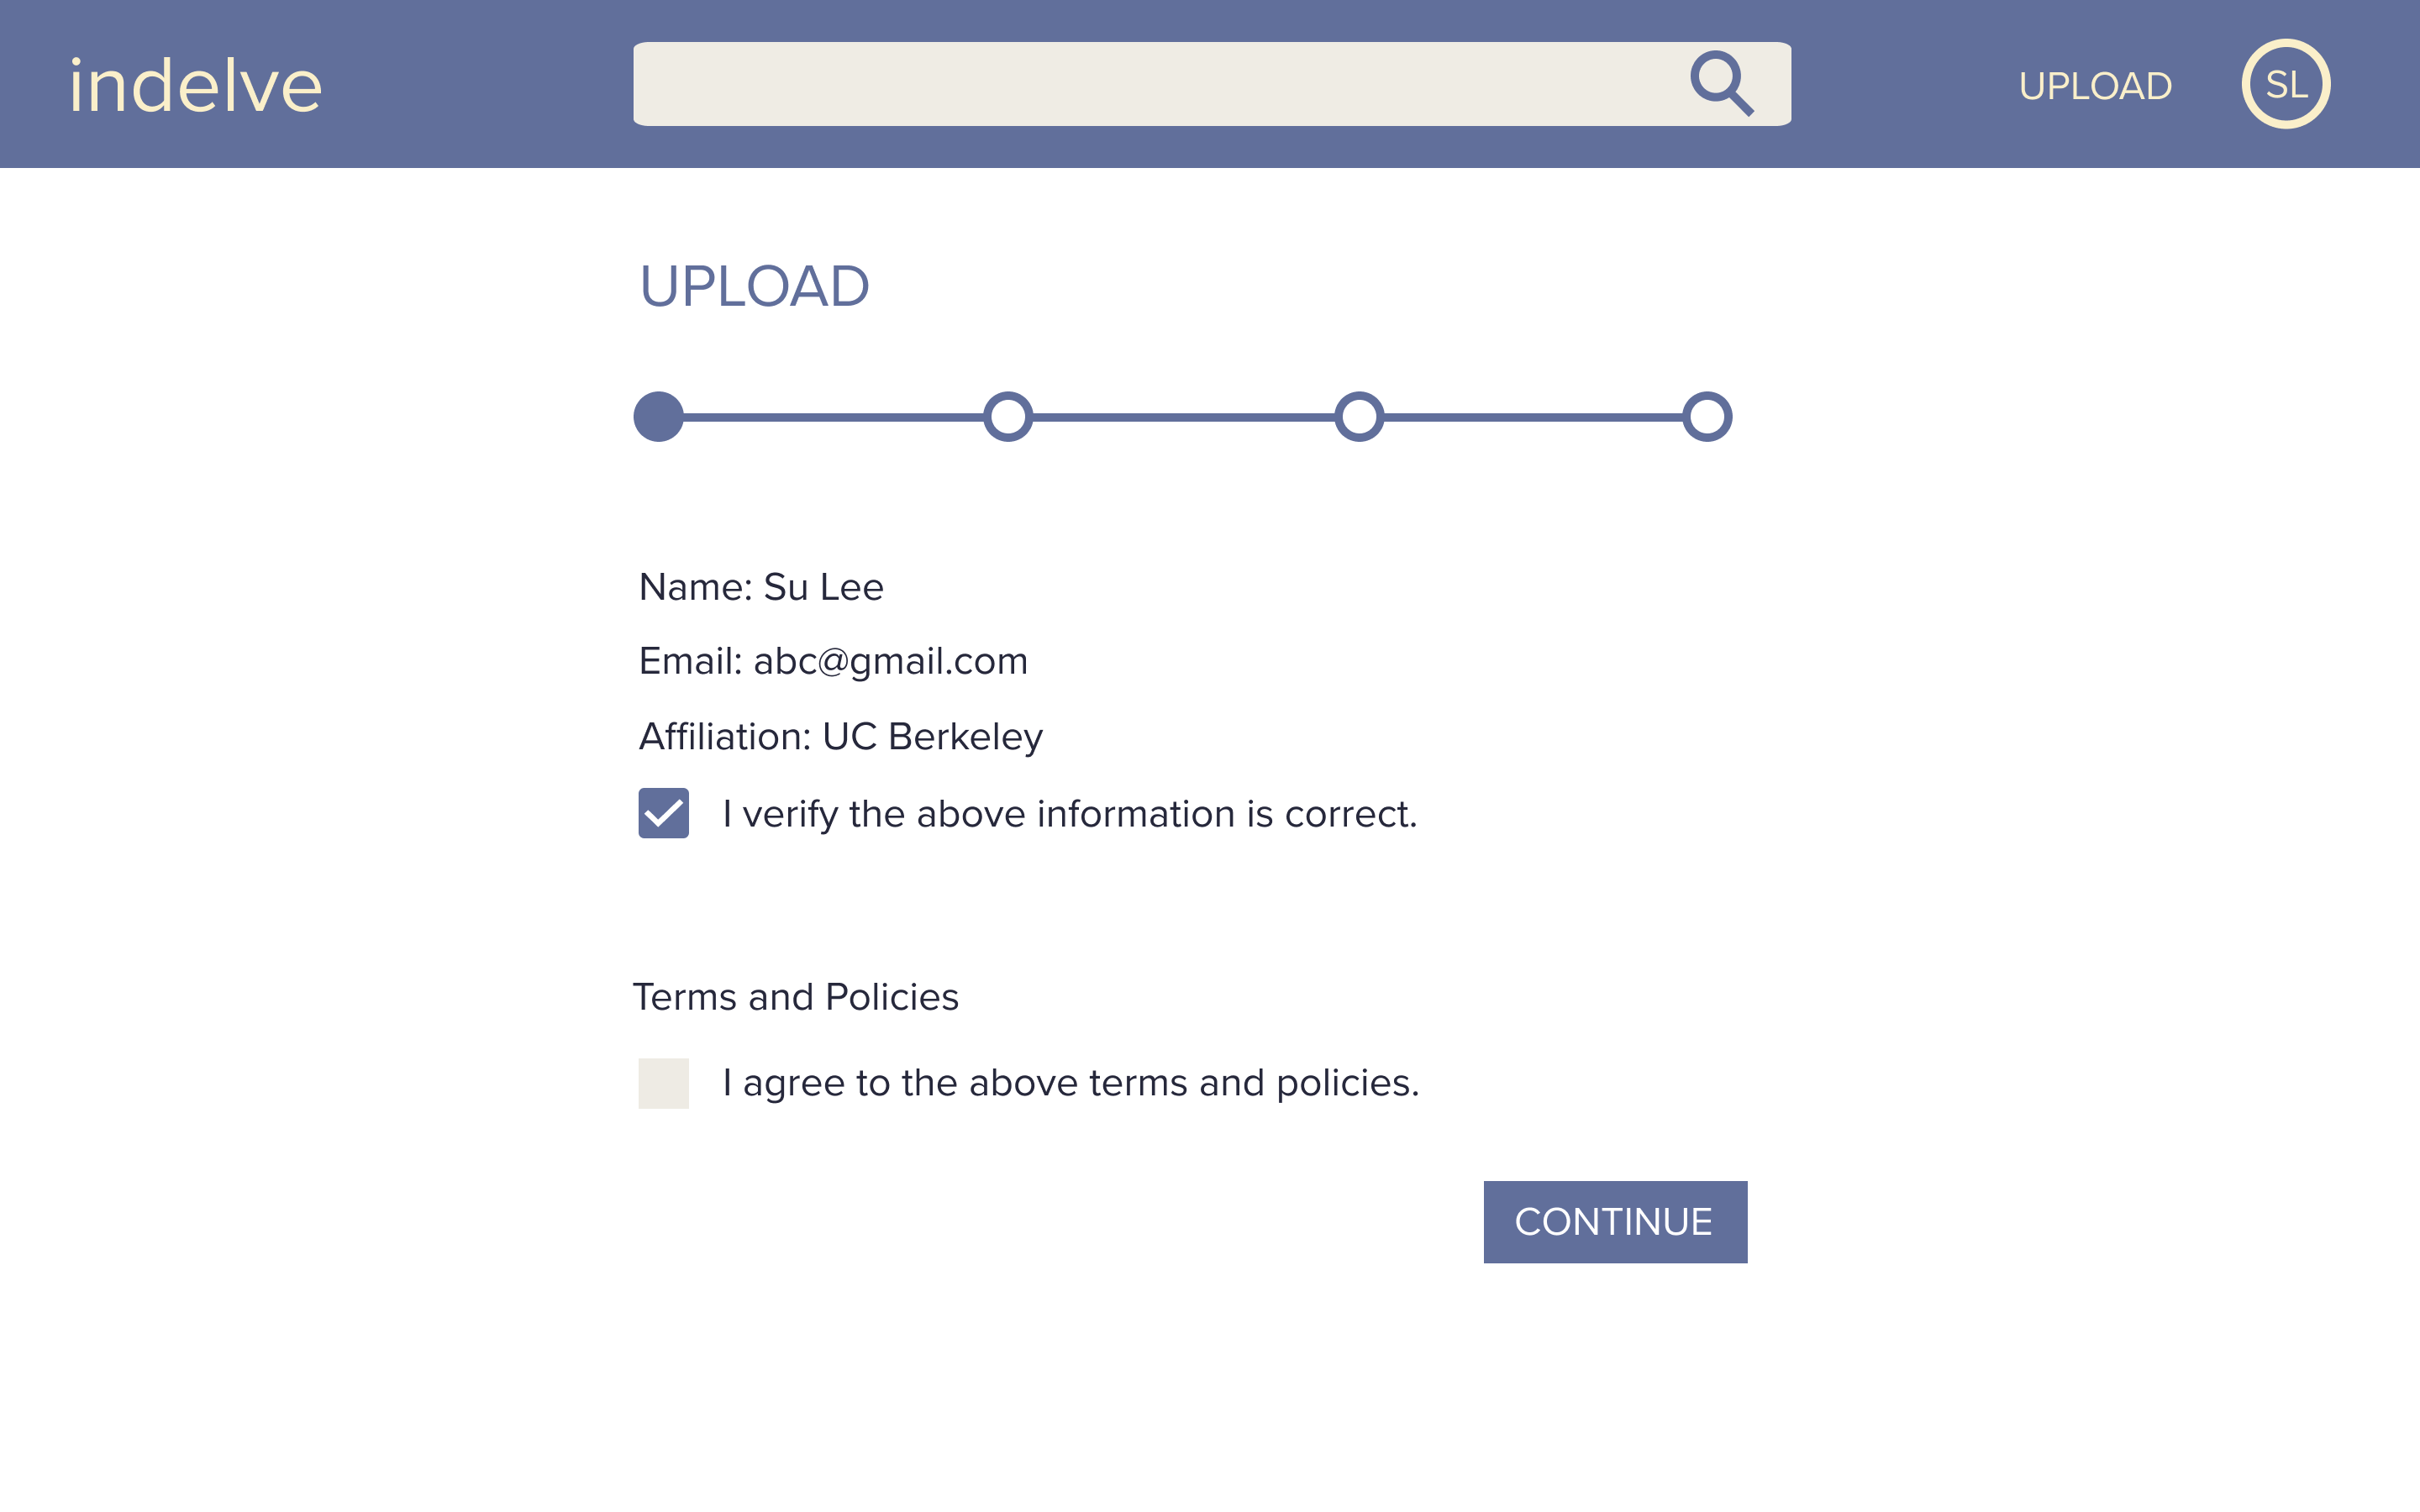 indelve
UPLOAD
SL
UPLOAD
Name: Su Lee
Email: abc@gmail.com
Affiliation: UC Berkeley
I verify the above information is correct.
Terms and Policies
I agree to the above terms and policies.
CONTINUE